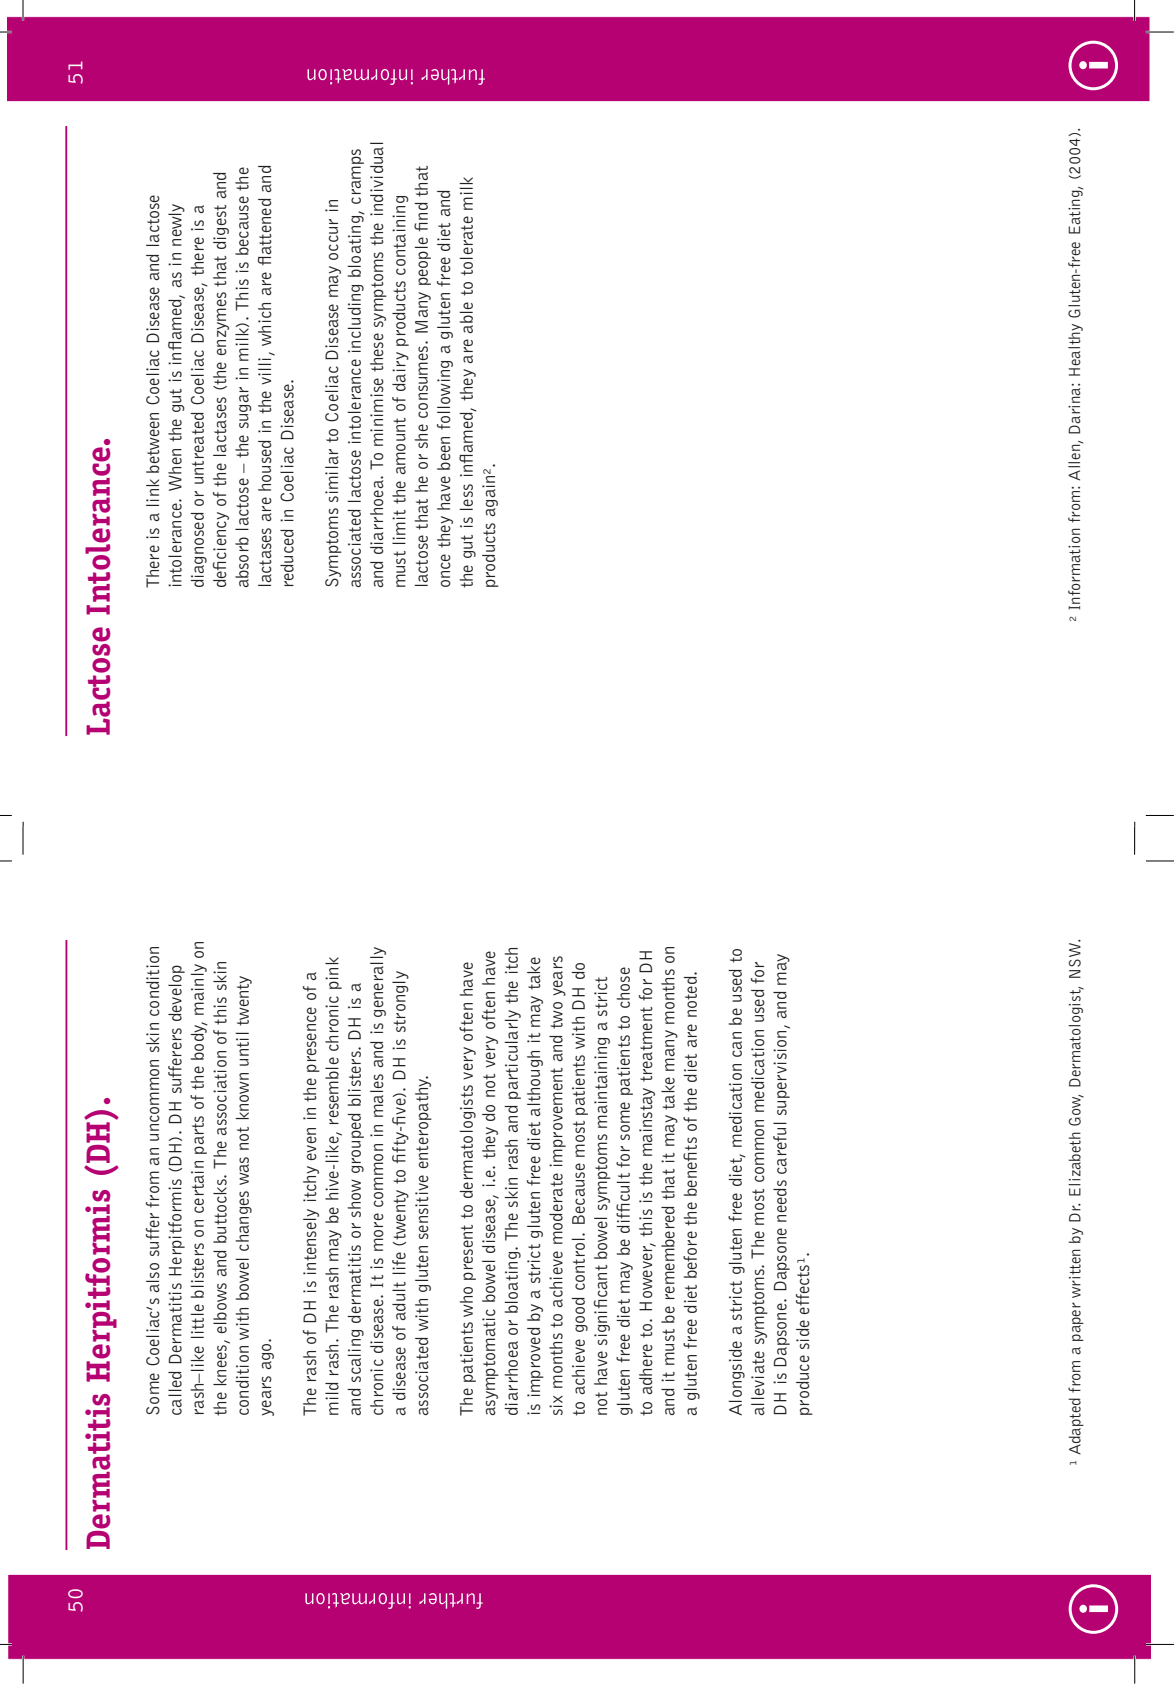 50
further information
Dermatitis Herpitformis (DH).
Some Coeliac's also suffer from an uncommon skin condition
called Dermatitis Herpitformis (DH). DH sufferers develop
rash–like little blisters on certain parts of the body, mainly on
the knees, elbows and buttocks. The association of this skin
condition with bowel changes was not known until twenty
years ago.
The rash of DH is intensely itchy even in the presence of a
mild rash. The rash may be hive-like, resemble chronic pink
and scaling dermatitis or show grouped blisters. DH is a
chronic disease. It is more common in males and is generally
a disease of adult life (twenty to fifty-five). DH is strongly
associated with gluten sensitive enteropathy.
The patients who present to dermatologists very often have
asymptomatic bowel disease, i.e. they do not very often have
diarrhoea or bloating. The skin rash and particularly the itch
is improved by a strict gluten free diet although it may take
six months to achieve moderate improvement and two years
to achieve good control. Because most patients with DH do
not have significant bowel symptoms maintaining a strict
gluten free diet may be difficult for some patients to chose
to adhere to. However, this is the mainstay treatment for DH
and it must be remembered that it may take many months on
a gluten free diet before the benefits of the diet are noted.
Alongside a strict gluten free diet, medication can be used to
alleviate symptoms. The most common medication used for
DH is Dapsone. Dapsone needs careful supervision, and may
produce side effects¹.
¹ Adapted from a paper written by Dr. Elizabeth Gow, Dermatologist, NSW.
51
further information
Lactose Intolerance.
There is a link between Coeliac Disease and lactose
intolerance. When the gut is inflamed, as in newly
diagnosed or untreated Coeliac Disease, there is a
deficiency of the lactases (the enzymes that digest and
absorb lactose – the sugar in milk). This is because the
lactases are housed in the villi, which are flattened and
reduced in Coeliac Disease.
Symptoms similar to Coeliac Disease may occur in
associated lactose intolerance including bloating, cramps
and diarrhoea. To minimise these symptoms the individual
must limit the amount of dairy products containing
lactose that he or she consumes. Many people find that
once they have been following a gluten free diet and
the gut is less inflamed, they are able to tolerate milk
products again².
² Information from: Allen, Darina: Healthy Gluten-free Eating, (2004).